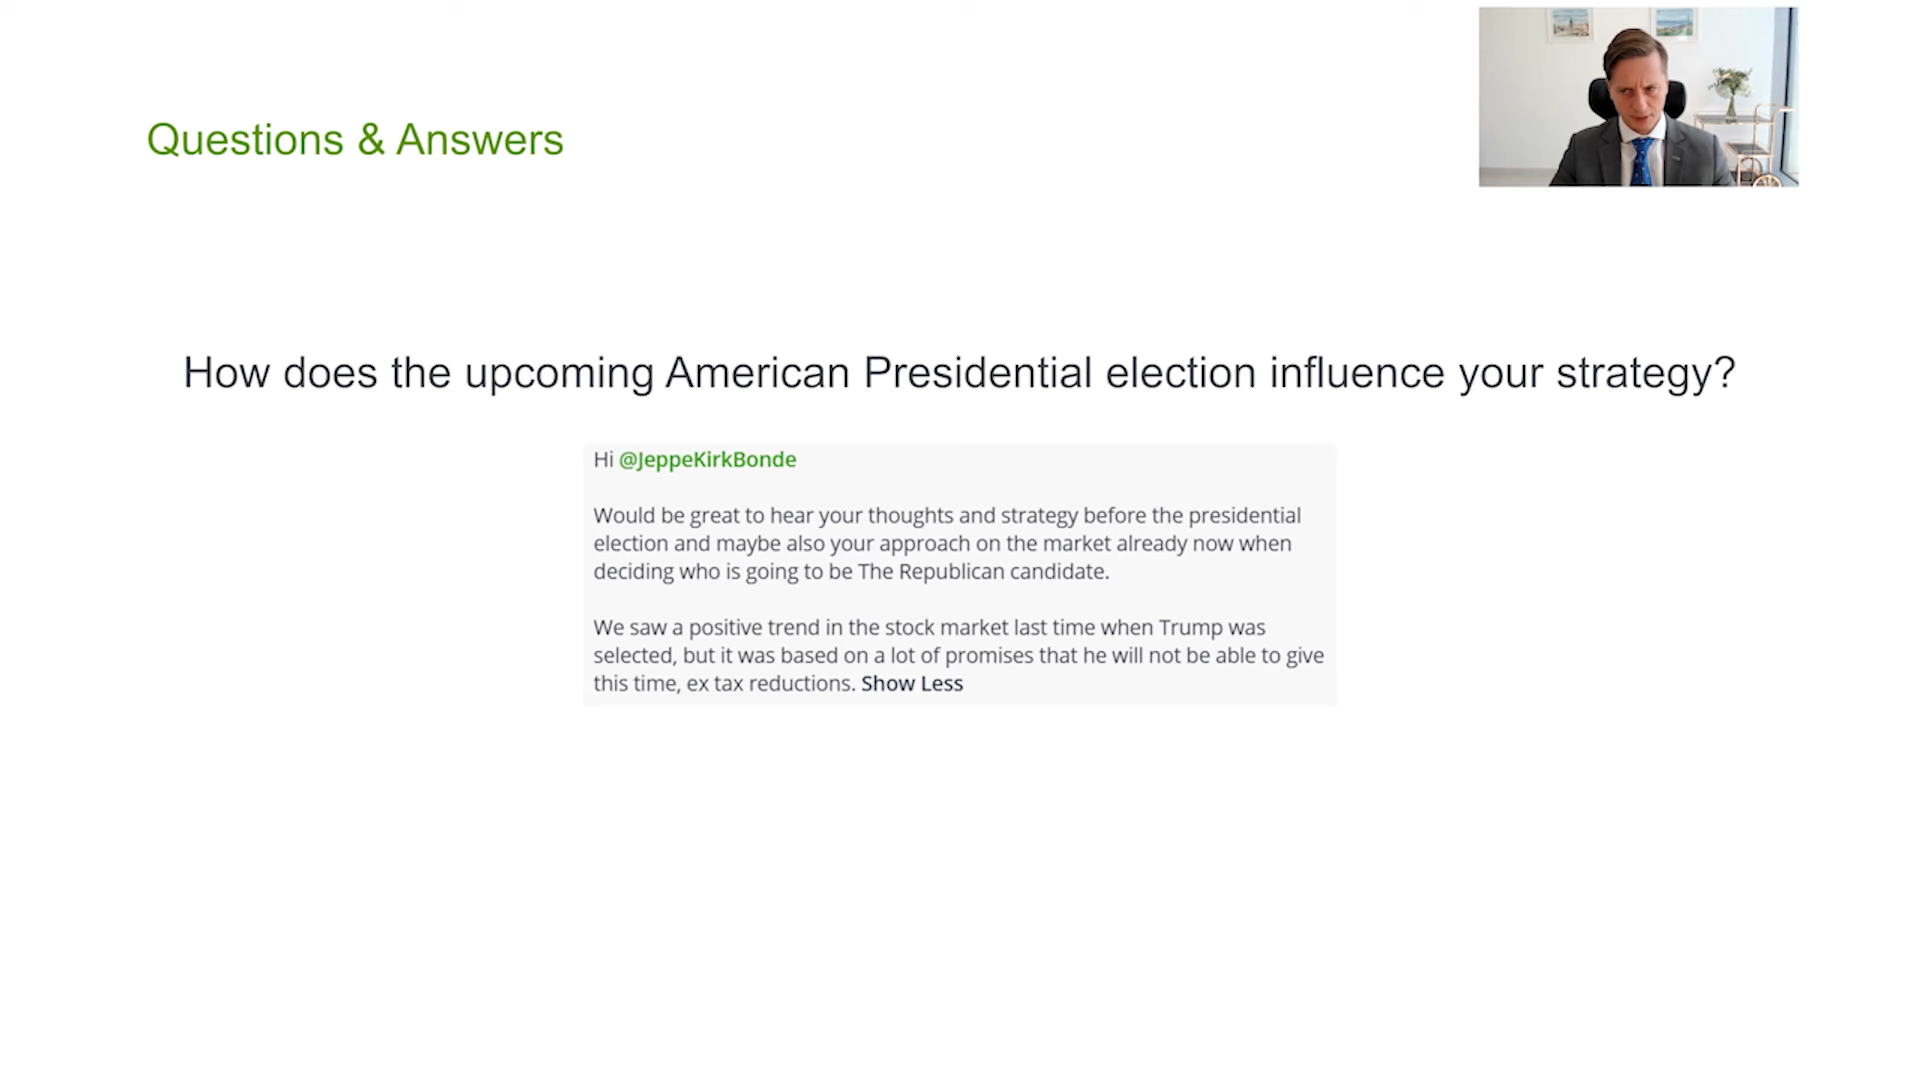 Questions & Answers
How does the upcoming American Presidential election influence your strategy?
Hi @JeppeKirkBonde
Would be great to hear your thoughts and strategy before the presidential
election and maybe also your approach on the market already now when
deciding who is going to be The Republican candidate.
We saw a positive trend in the stock market last time when Trump was
selected, but it was based on a lot of promises that he will not be able to give
this time, ex tax reductions. Show Less